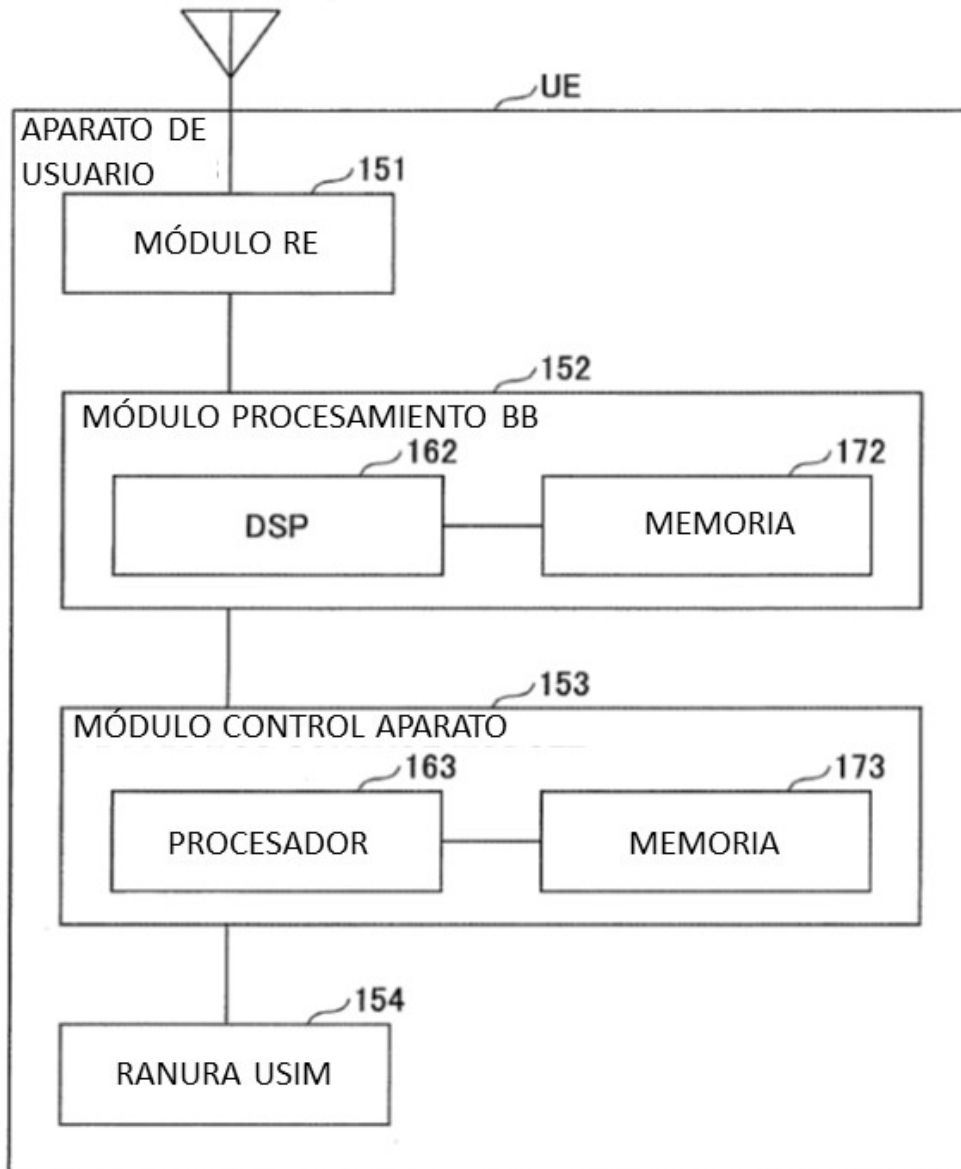 UE
APARATO DE
USUARIO
151
MÓDULO RE
152
MÓDULO PROCESAMIENTO BB
162
172
DSP
MEMORIA
153
MÓDULO CONTROL APARATO
163
173
PROCESADOR
MEMORIA
154
RANURA USIM